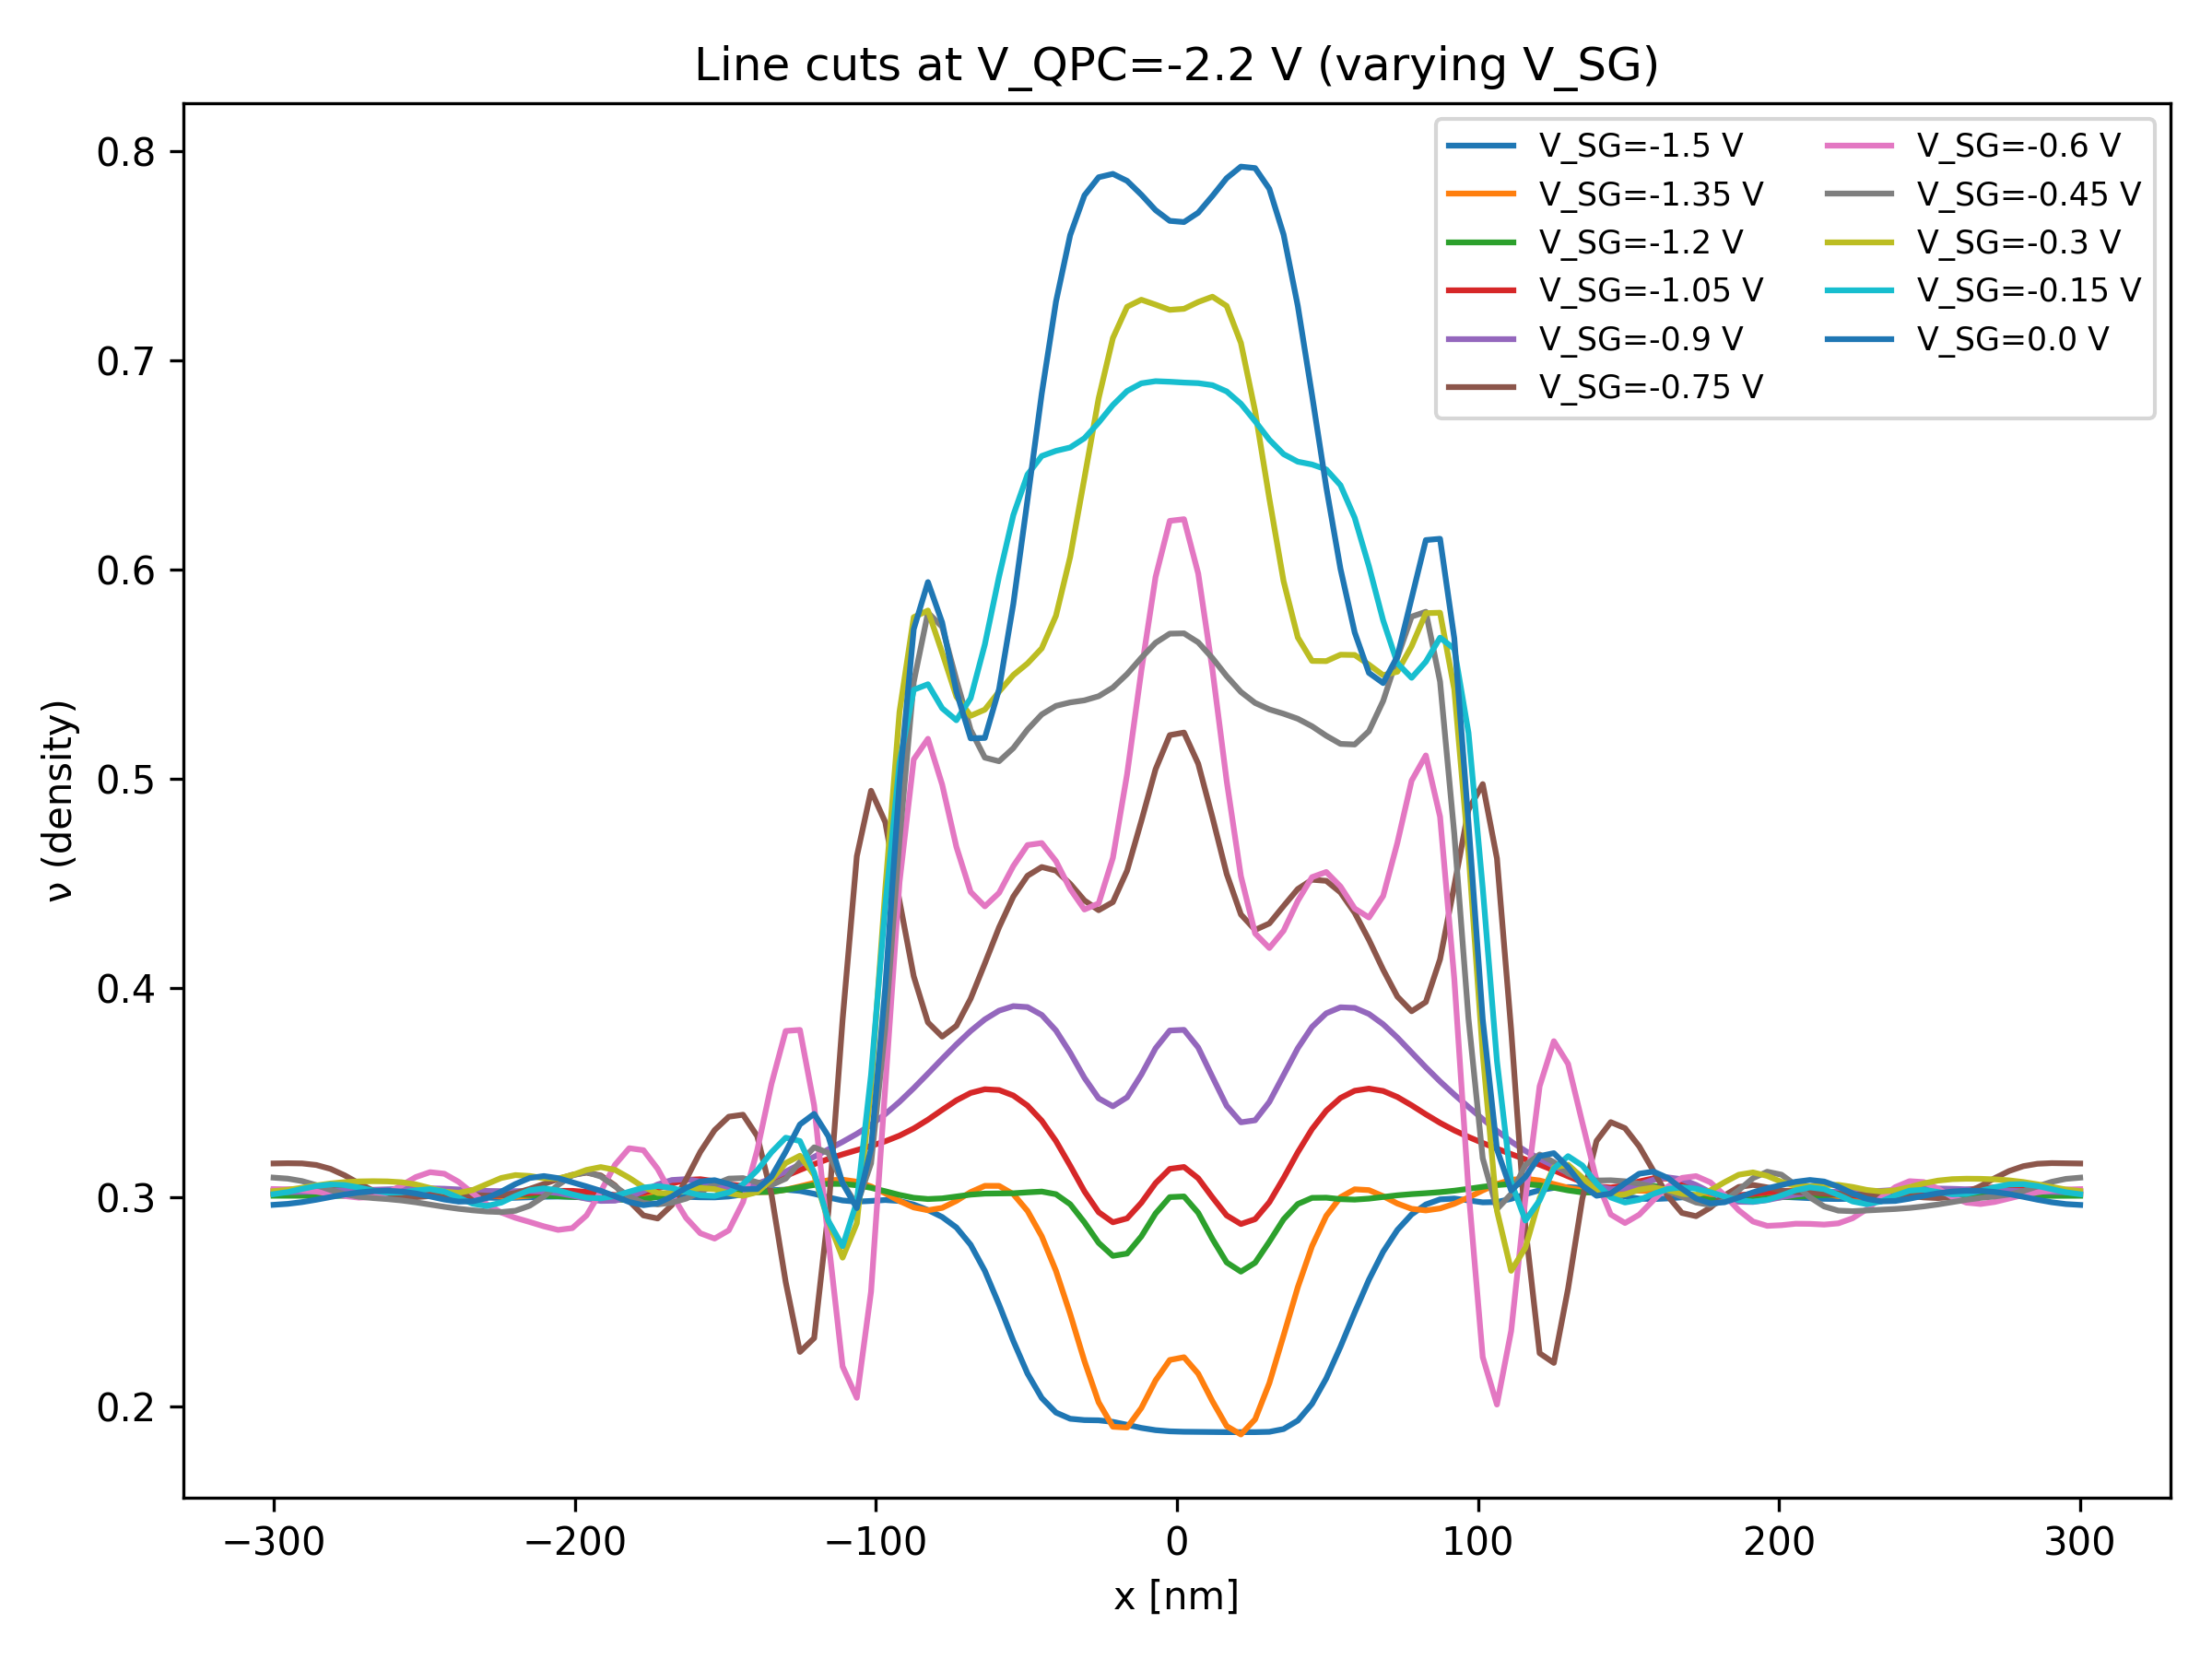 Line cuts at V_QPC=-2.2 V (varying V_SG)
V_SG=-1.5 V
V_SG=-1.35 V
V_SG=-1.2 V
V_SG=-1.05 V
V_SG=-0.9 V
V_SG=-0.75 V
V_SG=-0.6 V
V_SG=-0.45 V
V_SG=-0.3 V
V_SG=-0.15 V
V_SG=0.0 V
0.8
0.7
0.6
0.5
0.4
0.3
0.2
ν (density)
−300 −200 −100 0 100 200 300
x [nm]